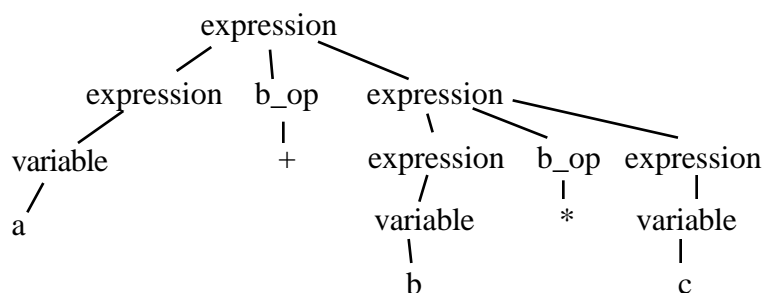 expression
expression b_op expression
variable + expression b_op expression
a variable * variable
b c